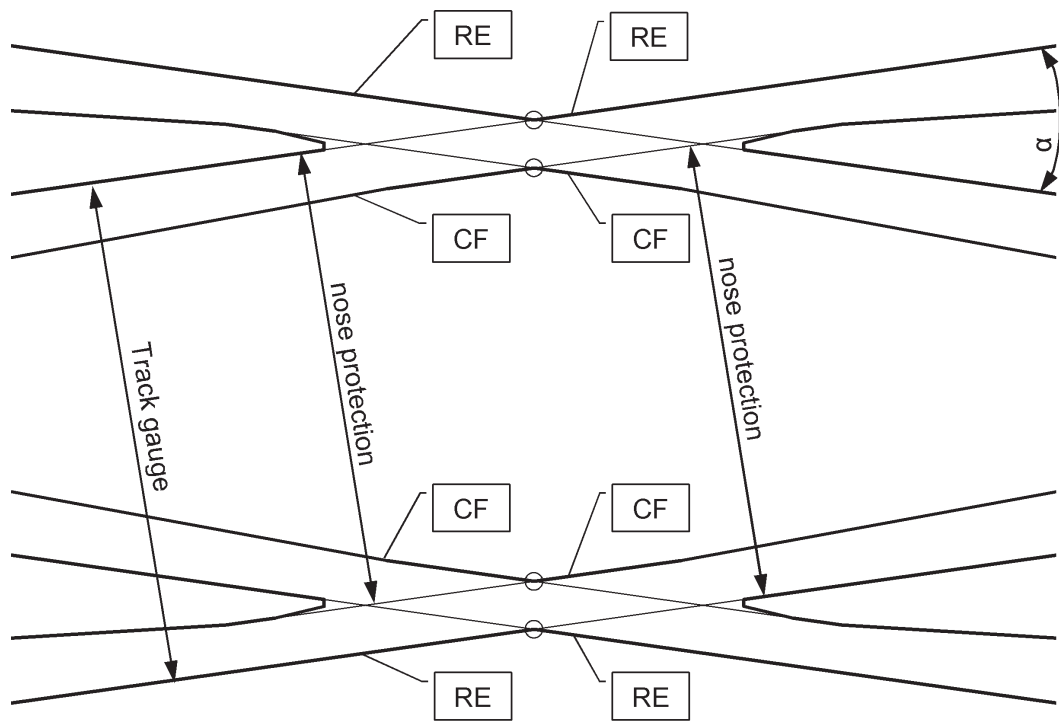 RE
RE
α
CF
CF
nose protection
nose protection
Track gauge
CF
CF
RE
RE